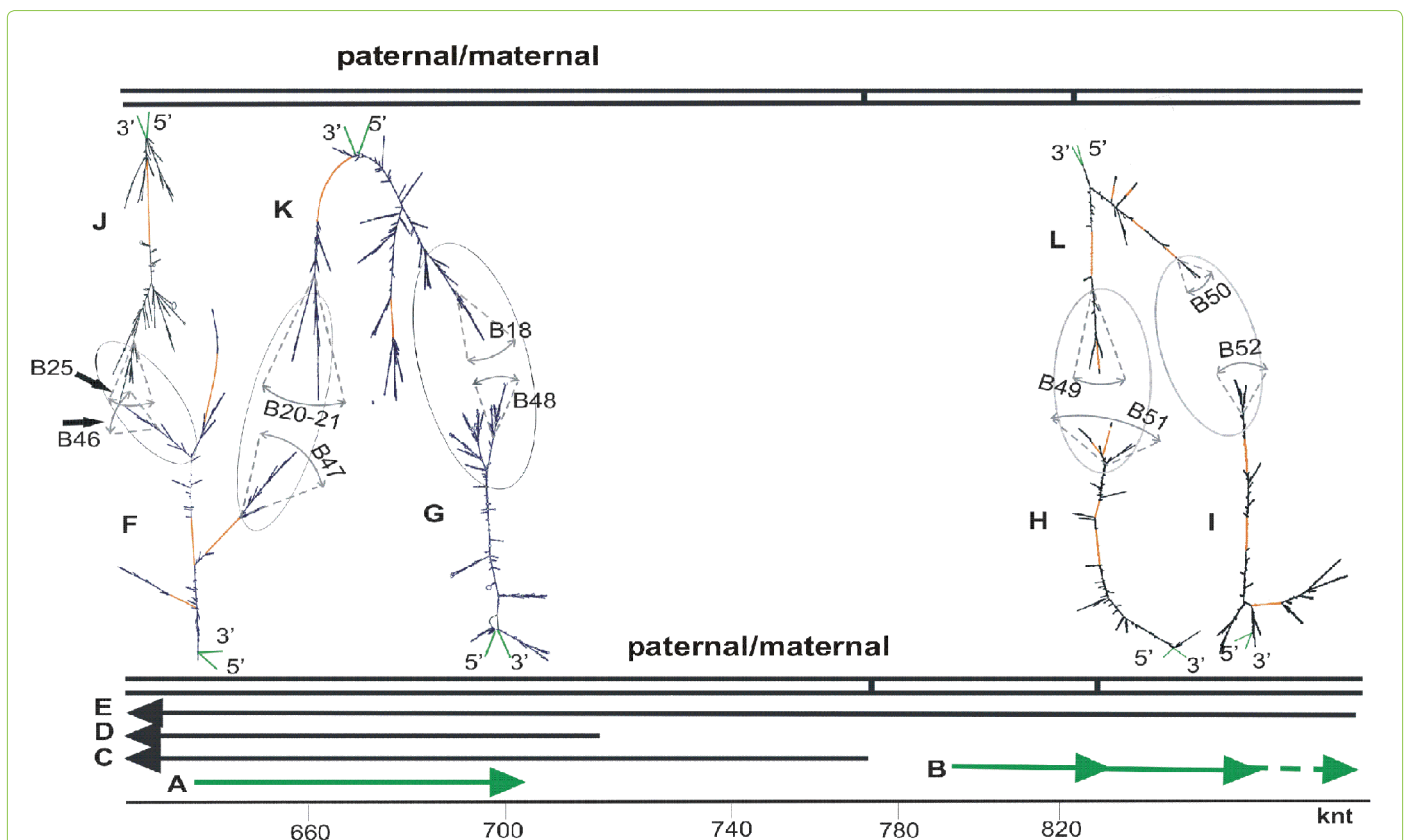 paternal/maternal
3' 5'
3' 5'
3' 5'
J
K
L
B50
B18
B52
B25
B49
B20-21
B48
B51
B46
B47
F
G
H
I
3'
5'
5' 3'
paternal/maternal
5' 3'
5' 3'
E
D
C
A
B
knt
660
700
740
780
820